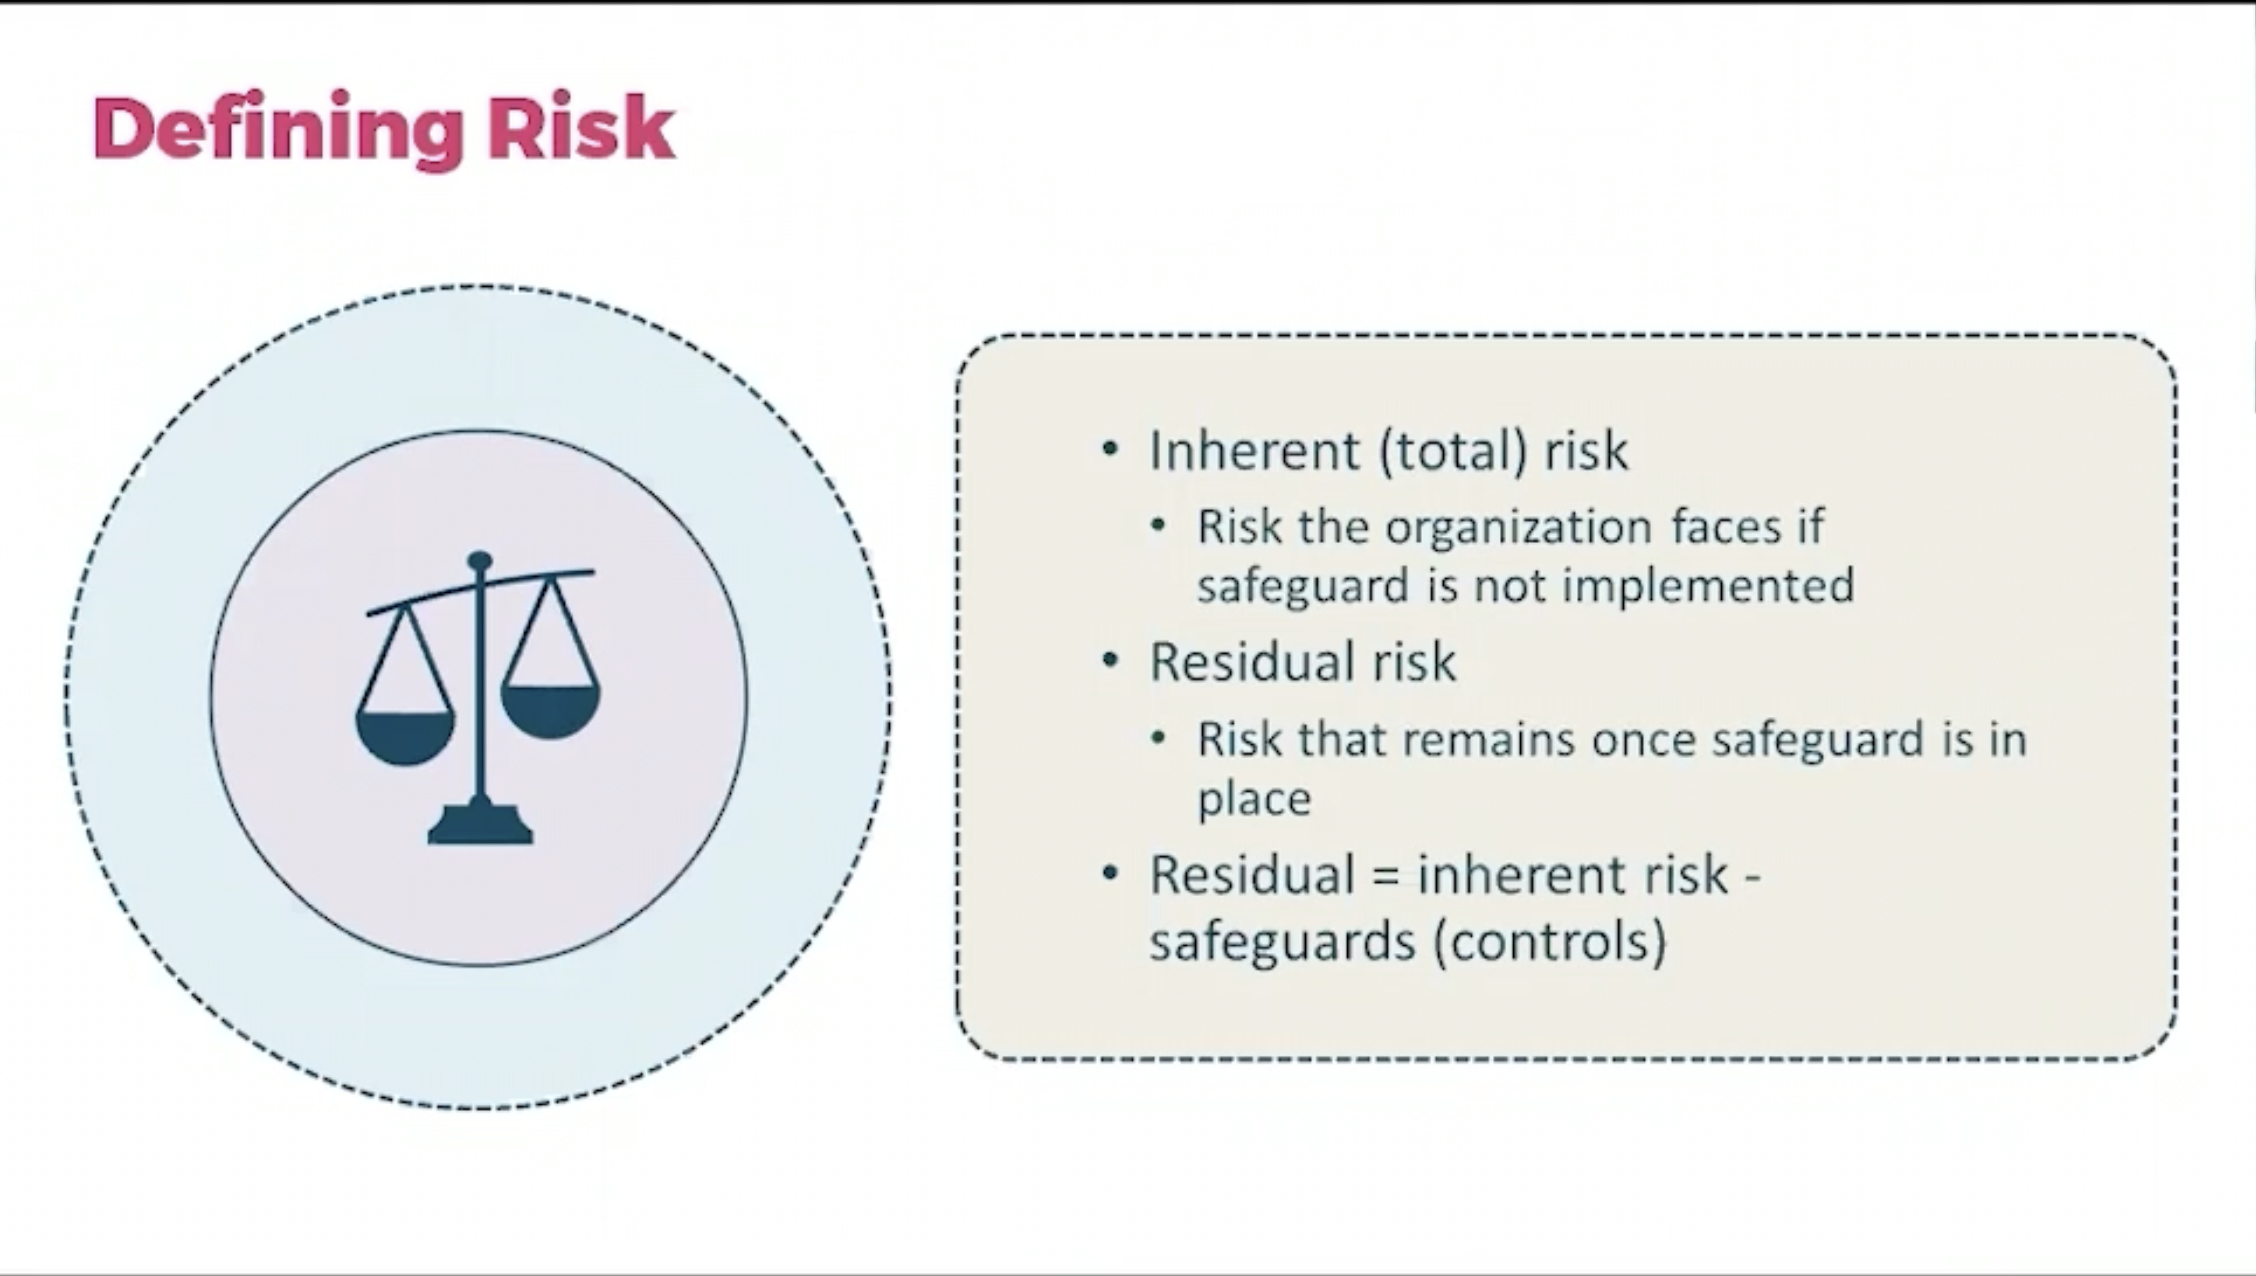 Defining Risk
• Inherent (total) risk
• Risk the organization faces if
safeguard is not implemented
• Residual risk
• Risk that remains once safeguard is in
place
• Residual = inherent risk -
safeguards (controls)